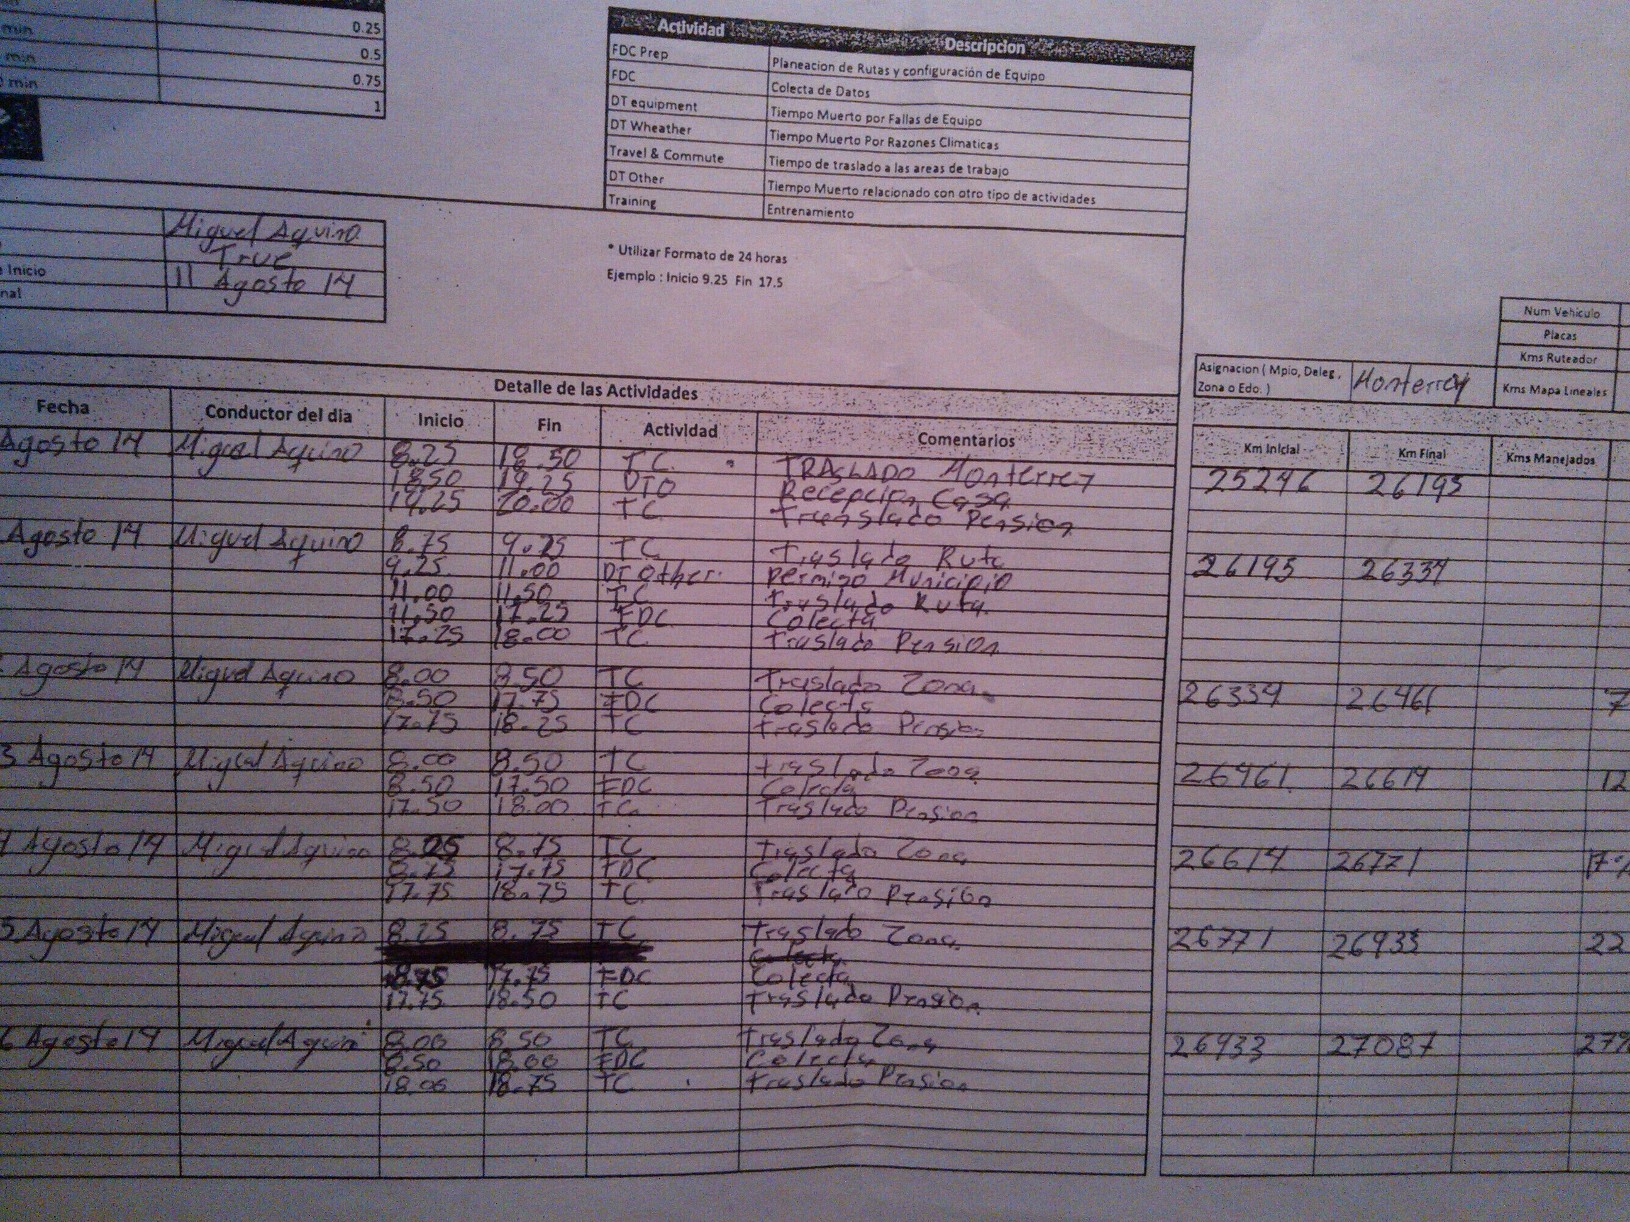 min 0.25
min 0.5
0 min 0.75
1
Actividad Descripcion
FDC Prep Planeacion de Rutas y configuración de Equipo
FDC Colecta de Datos
DT equipment Tiempo Muerto por Fallas de Equipo
DT Wheather Tiempo Muerto Por Razones Climaticas
Travel & Commute Tiempo de traslado a las areas de trabajo
DT Other Tiempo Muerto relacionado con otro tipo de actividades
Training Entrenamiento
Miguel Aquino
True
Inicio 11 Agosto 14
nal
* Utilizar Formato de 24 horas
Ejemplo : Inicio 9.25 Fin 17.5
Num Vehiculo
Placas
Kms Ruteador
Kms Mapa Lineales
Asignacion ( Mpio, Deleg, Zona o Edo. ) Monterrey
Detalle de las Actividades
Fecha Conductor del dia Inicio Fin Actividad Comentarios Km Inicial Km Final Kms Manejados
Agosto 14 Miguel Aquino 8.25 18.50 TC. TRASLADO Monterrey 25246 26195
18.50 19.25 DTO Recepcion Casa
19.25 20.00 TC Translado Pension
Agosto 14 Miguel Aquino 8.75 9.25 TC Traslado Ruta 26195 26334
9.25 11.00 DT Other. permiso Municipio
11.00 11.50 TC Traslado Ruta.
11.50 17.25 FDC Colecta
17.25 18.00 TC Traslado Pension
Agosto 14 Miguel Aquino 8.00 8.50 TC Traslado Zona. 26334 26461 7
8.50 17.75 FDC Colecta
17.75 18.25 TC Traslado Pension
3 Agosto 14 Miguel Aquino 8.00 8.50 TC traslado Zona 26461. 26614 12
8.50 17.50 FDC Colecta
17.50 18.00 TC. Traslado Pension
4 Agosto 14 Miguel Aquino 8.25 8.75 TC Traslado Zona 26614 26771
8.75 17.75 FDC Colecta
17.75 18.75 TC Traslado Pension
5 Agosto 14 Miguel Aquino 8.25 8.75 TC Traslado Zona. 26771 26933 22
Colecta
8.75 17.75 FDC Colecta
17.75 18.50 TC Traslado Pension
6 Agosto 14 Miguel Aquino 8.00 8.50 TC Traslado Zona 26933 27087
8.50 18.00 FDC Colecta
18.00 18.75 TC. Traslado Pension